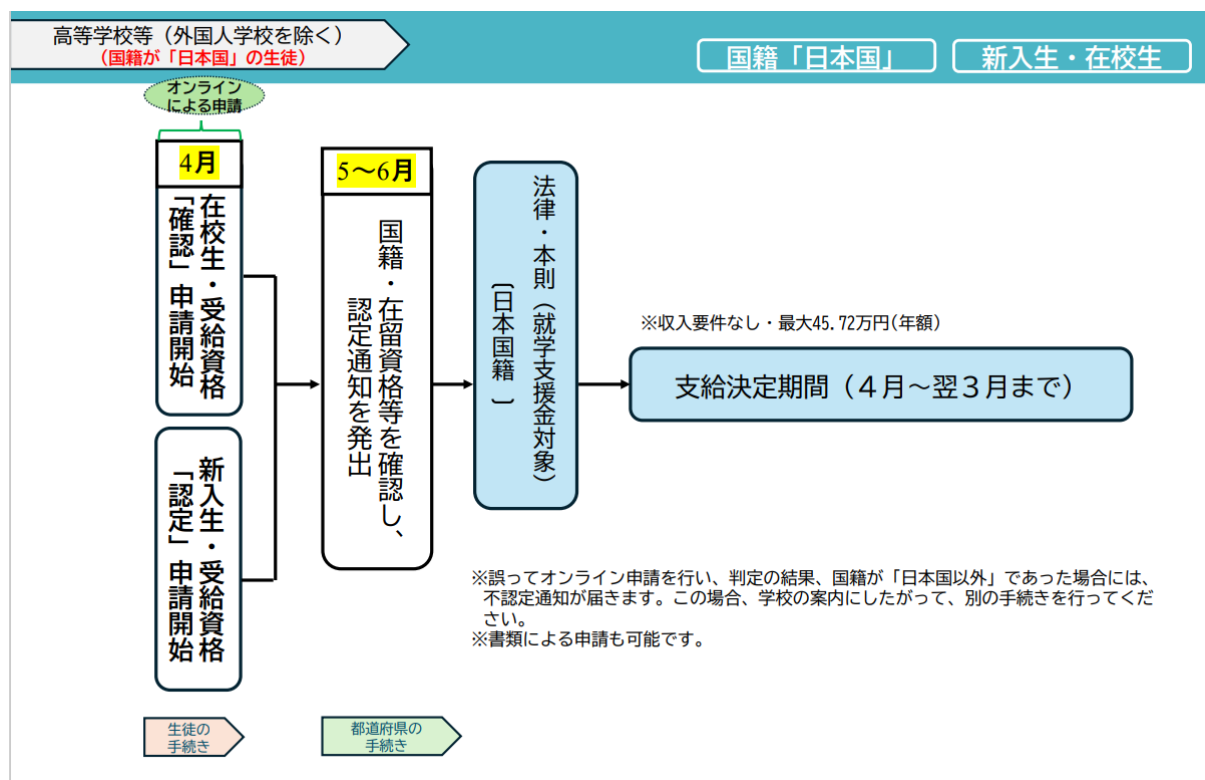 高等学校等（外国人学校を除く）
（国籍が「日本国」の生徒）
国籍「日本国」
新入生・在校生
オンライン
による申請
4月
在校生・受給資格
「確認」申請開始
新入生・受給資格
「認定」申請開始
5～6月
国籍・在留資格等を確認し、
認定通知を発出
法律・本則（就学支援金対象）
〔日本国籍〕
※収入要件なし・最大45.72万円(年額)
支給決定期間（４月～翌３月まで）
※誤ってオンライン申請を行い、判定の結果、国籍が「日本国以外」であった場合には、
不認定通知が届きます。この場合、学校の案内にしたがって、別の手続きを行ってくだ
さい。
※書類による申請も可能です。
生徒の
手続き
都道府県の
手続き